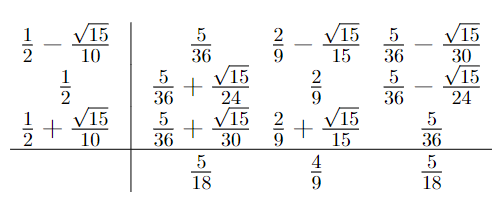 1/2 − √15/10 | 5/36 2/9 − √15/15 5/36 − √15/30
1/2 | 5/36 + √15/24 2/9 5/36 − √15/24
1/2 + √15/10 | 5/36 + √15/30 2/9 + √15/15 5/36
| 5/18 4/9 5/18